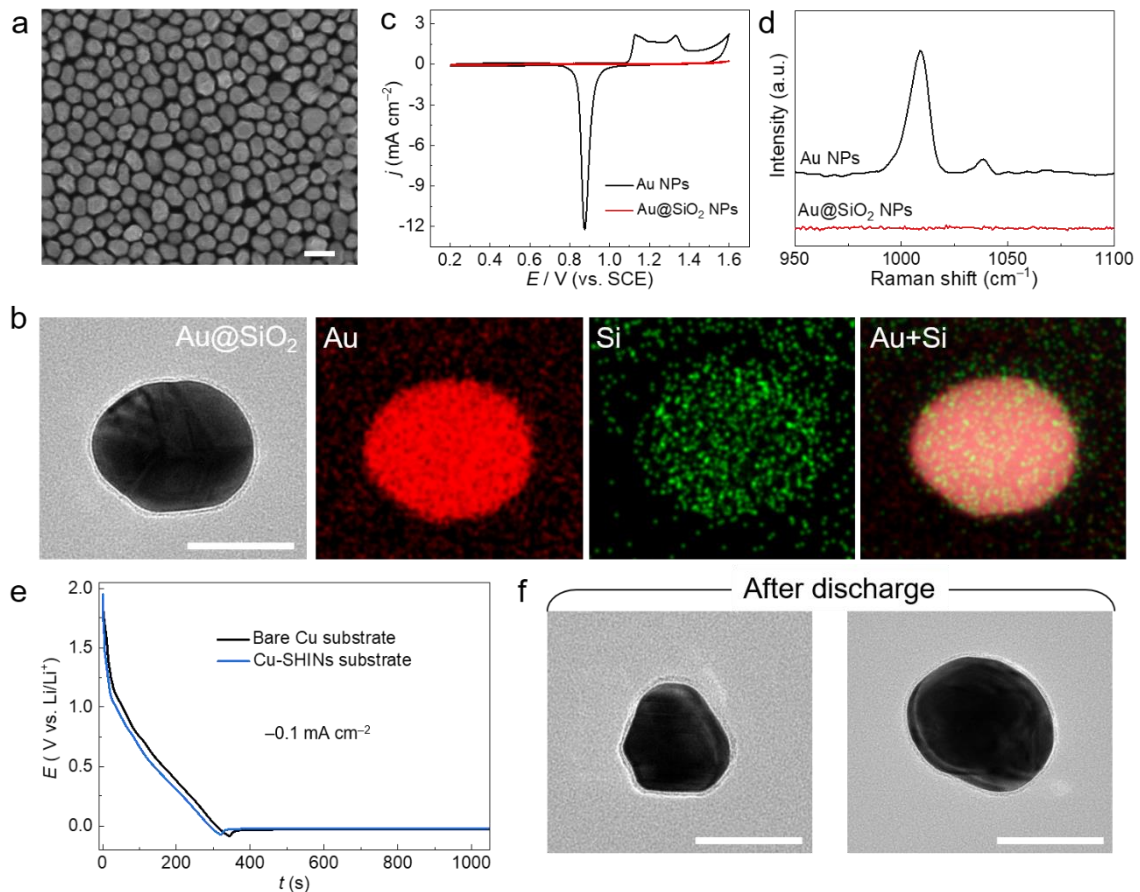 a
c
3
0
-3
-6
-9
-12
j (mA cm⁻²)
Au NPs
Au@SiO₂ NPs
0.2 0.4 0.6 0.8 1.0 1.2 1.4 1.6
E / V (vs. SCE)
d
Intensity (a.u.)
Au NPs
Au@SiO₂ NPs
950 1000 1050 1100
Raman shift (cm⁻¹)
b
Au@SiO₂
Au
Si
Au+Si
e
2.0
1.5
1.0
0.5
0.0
E ( V vs. Li/Li⁺)
Bare Cu substrate
Cu-SHINs substrate
–0.1 mA cm⁻²
0 200 400 600 800 1000
t (s)
f
After discharge